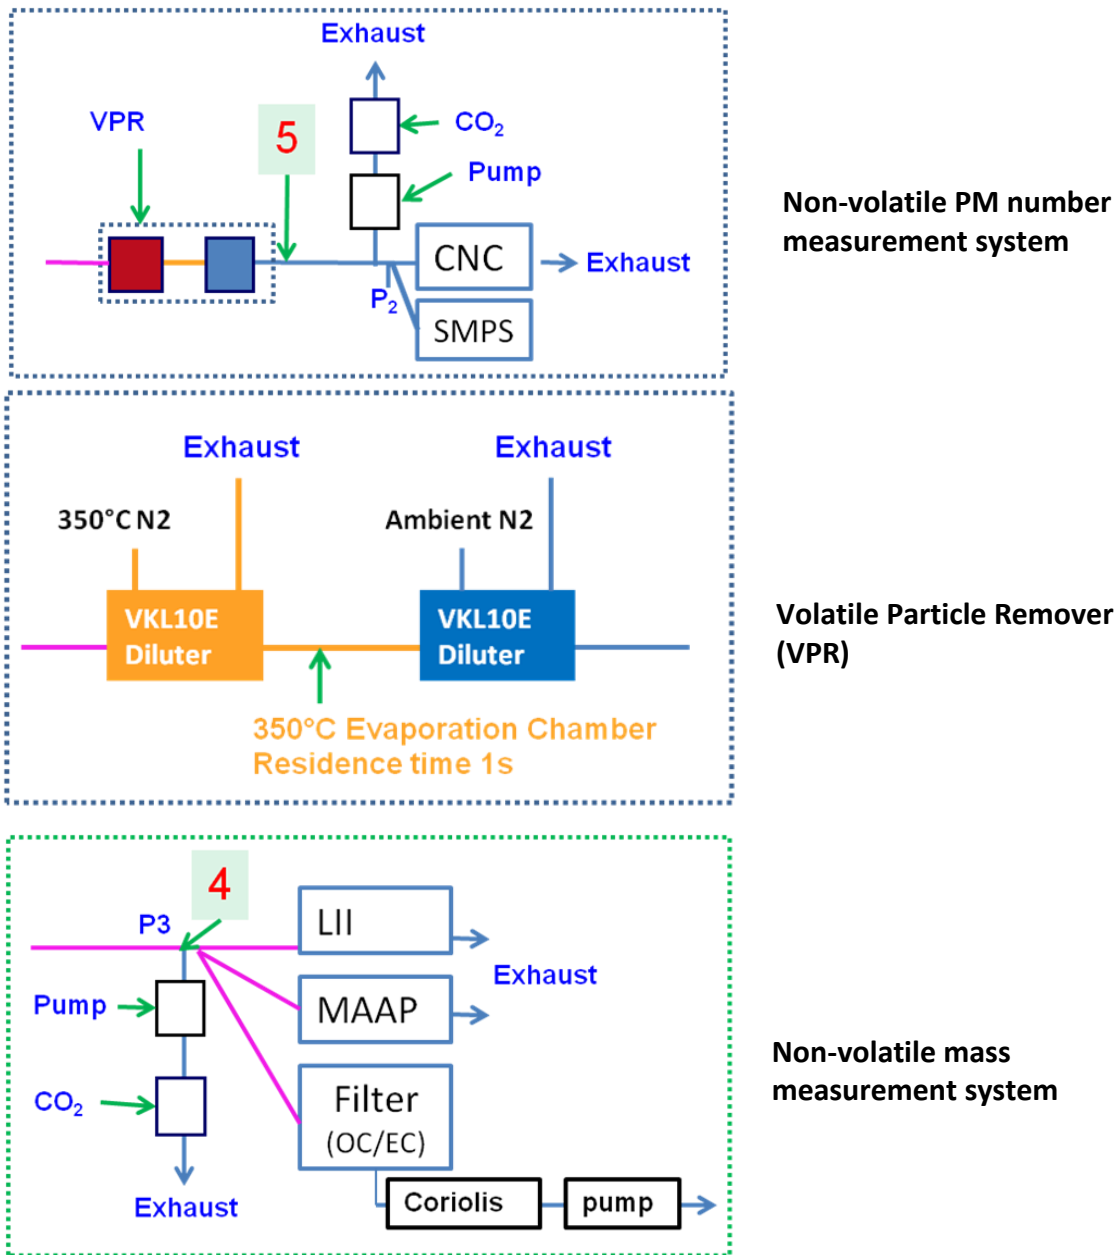 Exhaust
VPR
5
CO₂
Pump
CNC
Exhaust
P₂
SMPS
Non-volatile PM number
measurement system
Exhaust
Exhaust
350°C N2
Ambient N2
VKL10E
Diluter
VKL10E
Diluter
350°C Evaporation Chamber
Residence time 1s
Volatile Particle Remover
(VPR)
4
P3
LII
Exhaust
Pump
MAAP
CO₂
Filter
(OC/EC)
Exhaust
Coriolis
pump
Non-volatile mass
measurement system